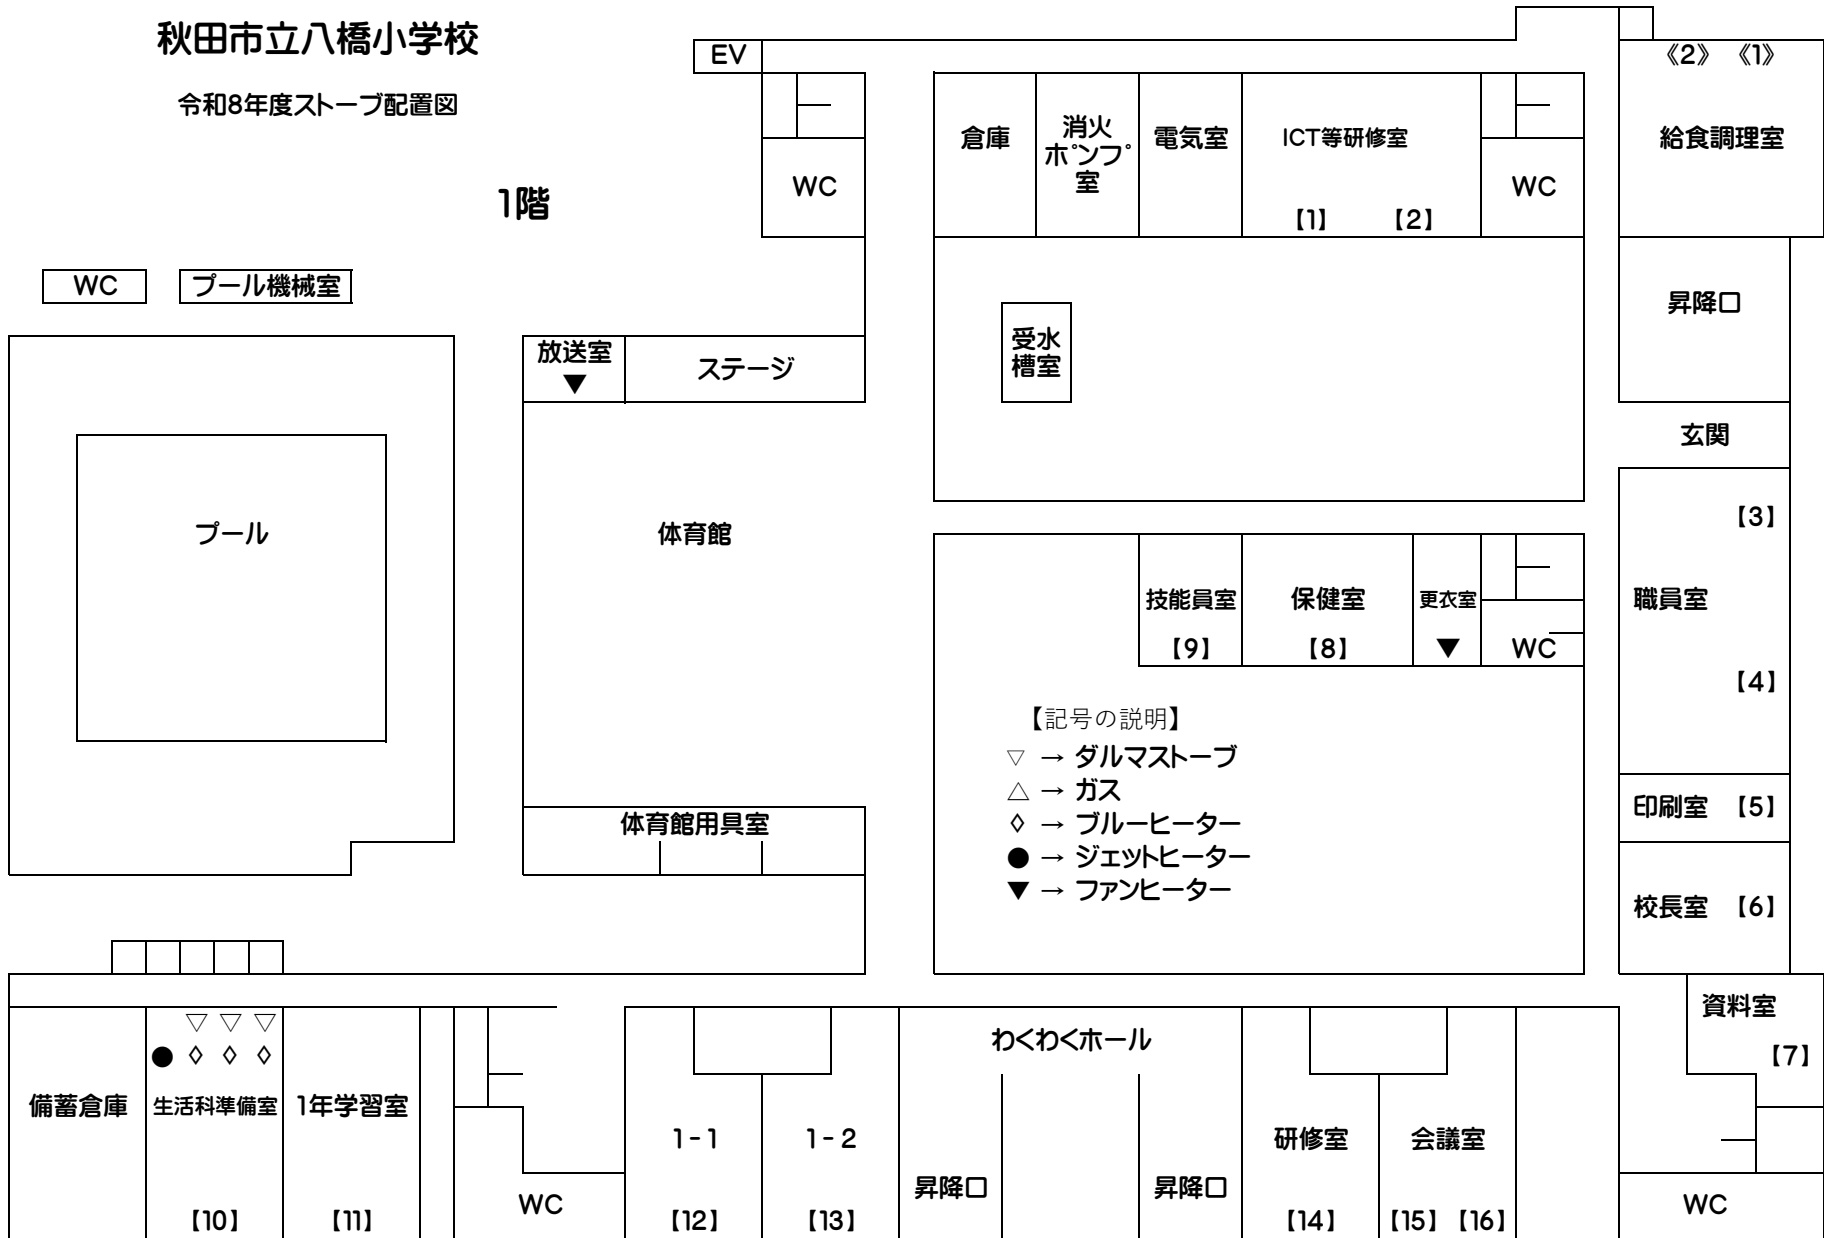 秋田市立八橋小学校
令和8年度ストーブ配置図
1階
EV
WC
倉庫
消火
ポンプ
室
電気室
ICT等研修室
【1】 【2】
WC
《2》 《1》
給食調理室
昇降口
玄関
WC
プール機械室
プール
放送室
▼
ステージ
体育館
体育館用具室
受水
槽室
技能員室
【9】
保健室
【8】
更衣室
▼
WC
【3】
職員室
【4】
印刷室 【5】
校長室 【6】
資料室
【7】
【記号の説明】
▽ → ダルマストーブ
△ → ガス
◊ → ブルーヒーター
● → ジェットヒーター
▼ → ファンヒーター
備蓄倉庫
▽ ▽ ▽
● ◊ ◊ ◊
生活科準備室
【10】
1年学習室
【11】
WC
1-1
【12】
1-2
【13】
わくわくホール
昇降口
昇降口
研修室
【14】
会議室
【15】【16】
WC